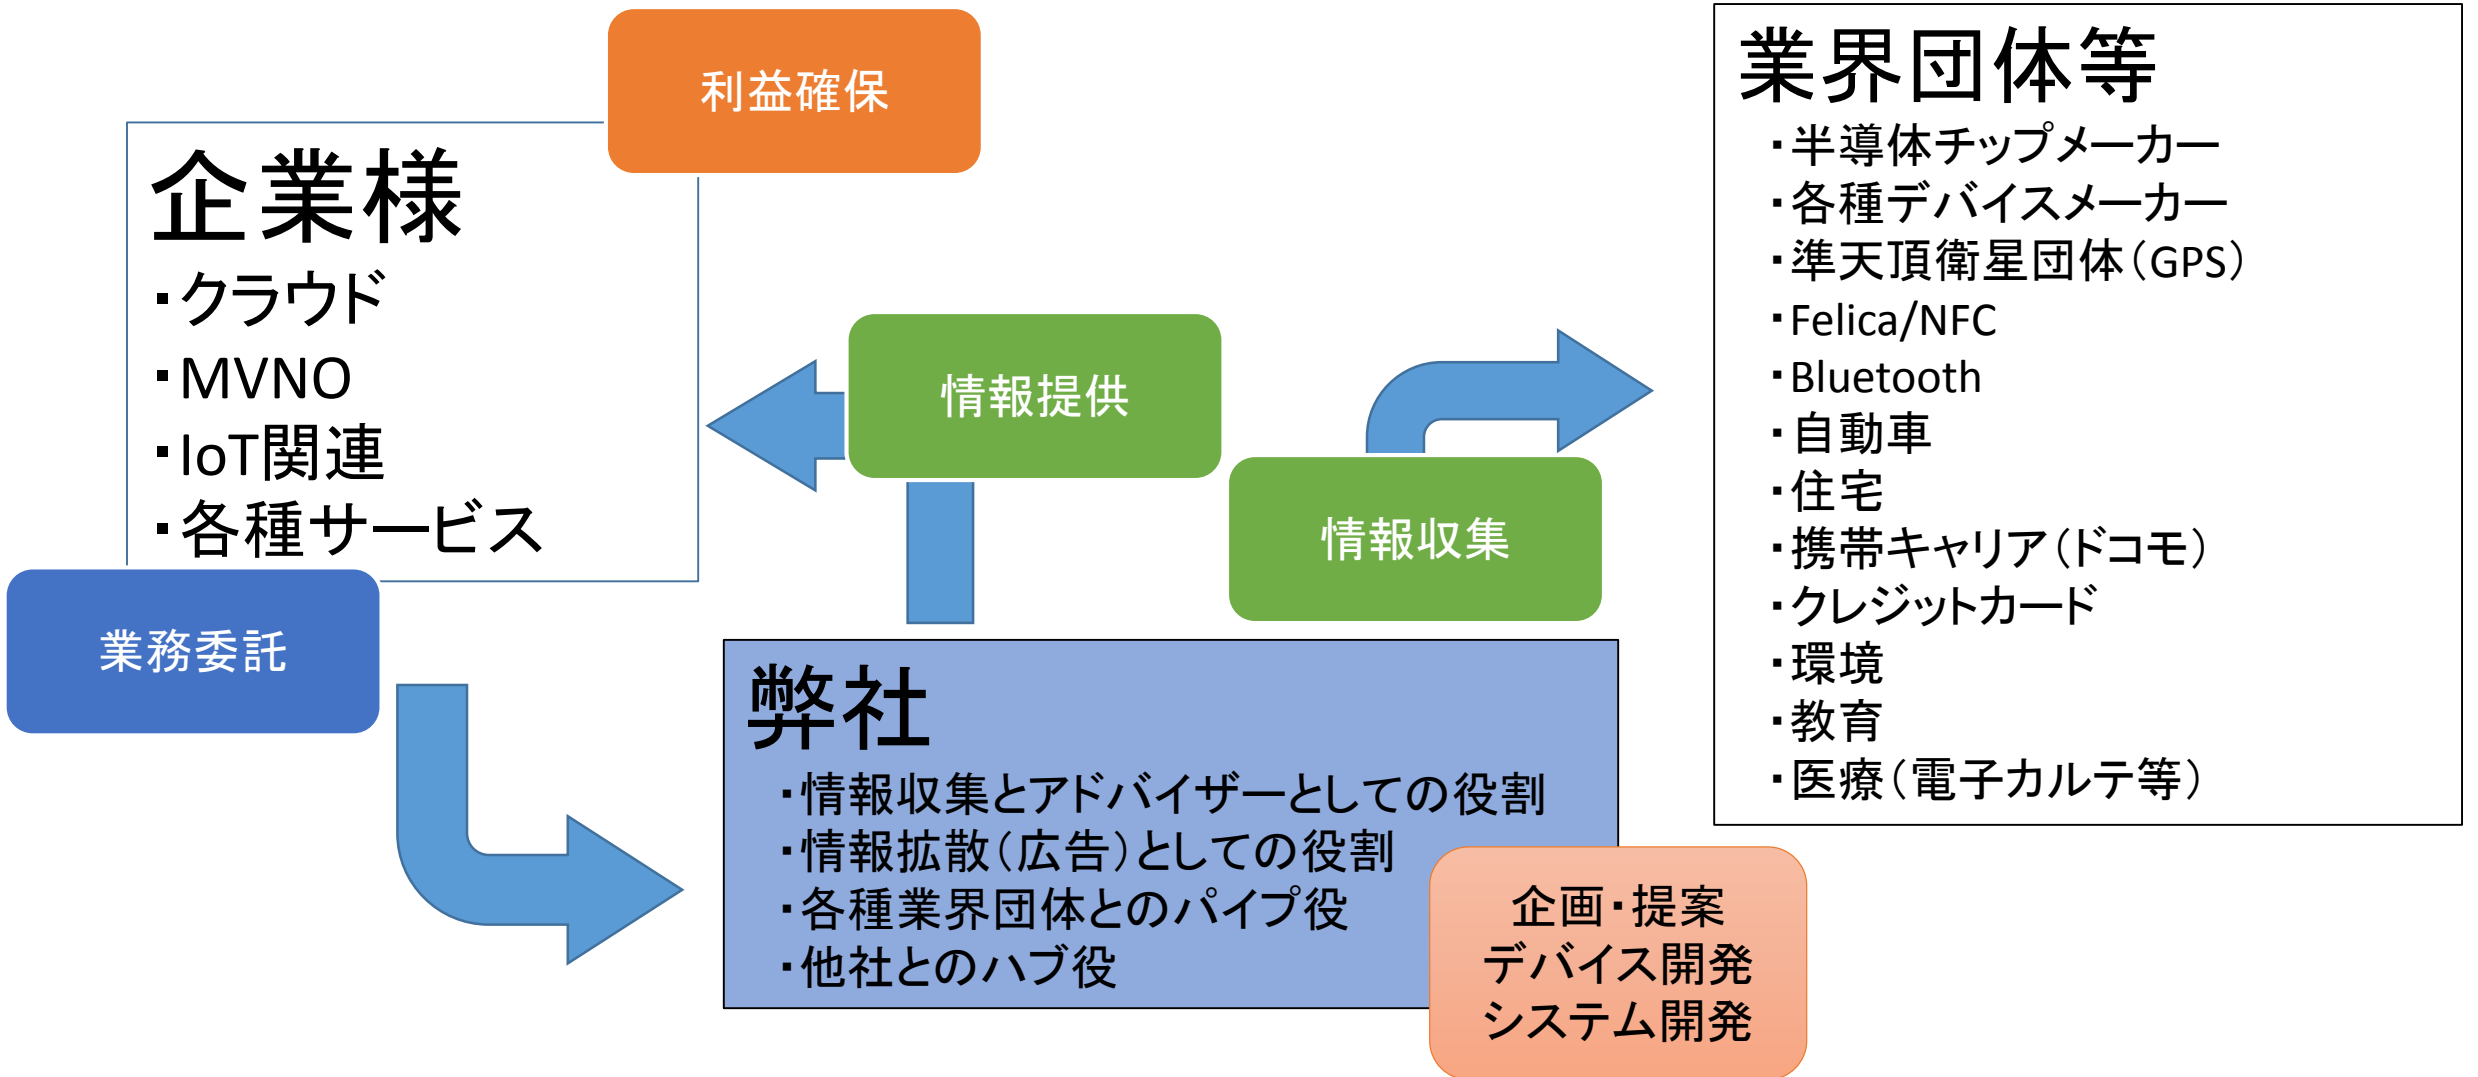 利益確保
企業様
・クラウド
・MVNO
・IoT関連
・各種サービス
業務委託
情報提供
情報収集
弊社
・情報収集とアドバイザーとしての役割
・情報拡散（広告）としての役割
・各種業界団体とのパイプ役
・他社とのハブ役
企画・提案
デバイス開発
システム開発
業界団体等
・半導体チップメーカー
・各種デバイスメーカー
・準天頂衛星団体（GPS）
・Felica/NFC
・Bluetooth
・自動車
・住宅
・携帯キャリア（ドコモ）
・クレジットカード
・環境
・教育
・医療（電子カルテ等）